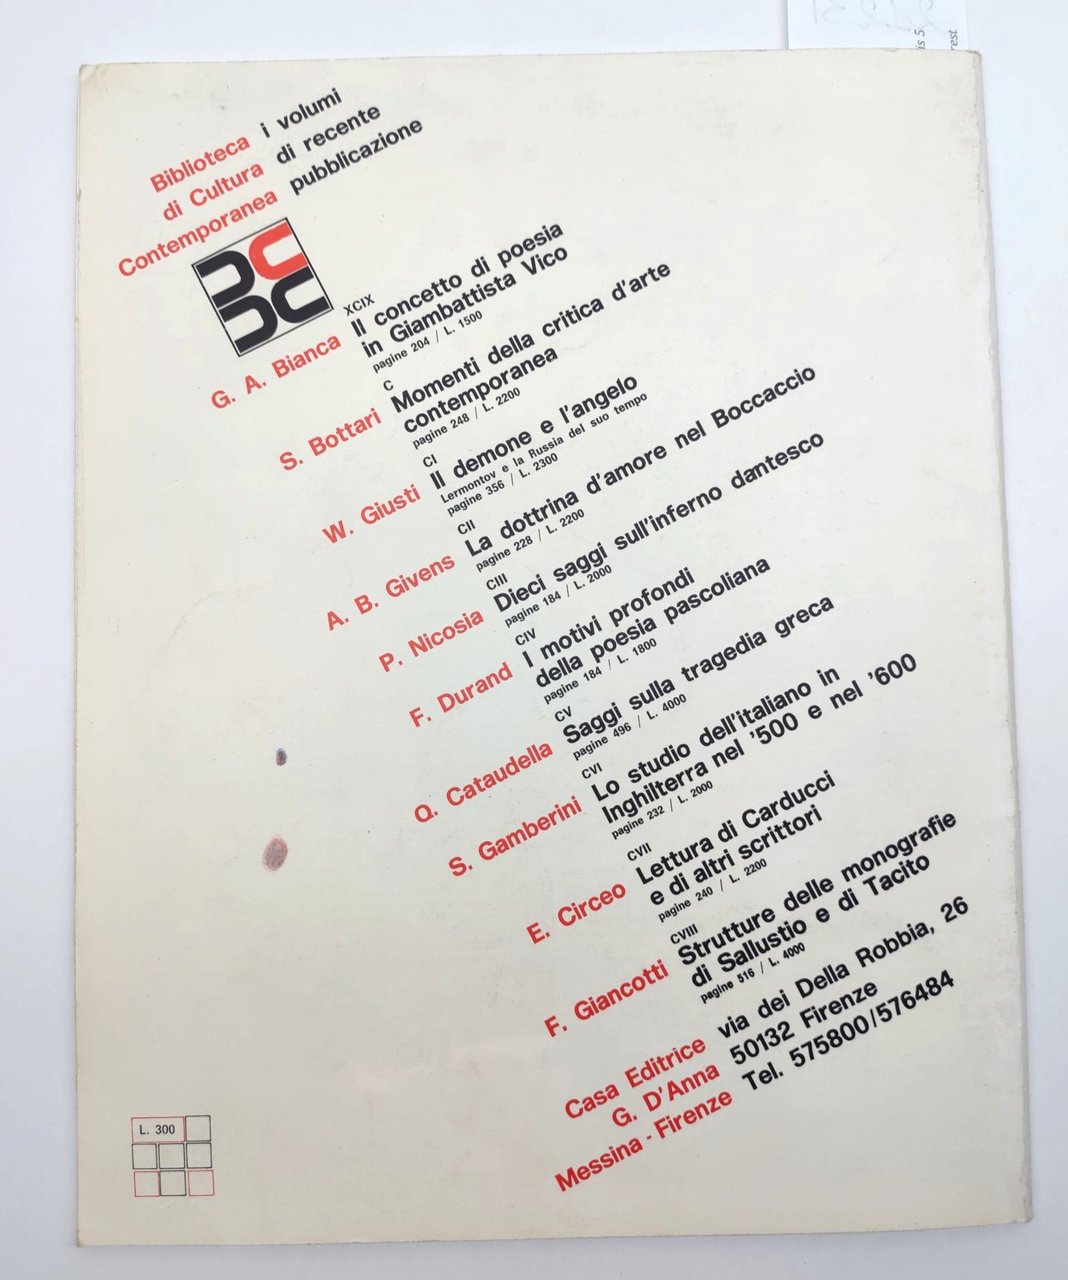 Biblioteca i volumi
di Cultura di recente
Contemporanea pubblicazione
XCIX
G. A. Bianca Il concetto di poesia
in Giambattista Vico
pagine 204 / L. 1500
C
S. Bottari Momenti della critica d'arte
contemporanea
pagine 248 / L. 2200
CI
W. Giusti Il demone e l'angelo
Lermontov e la Russia del suo tempo
pagine 356 / L. 2300
CII
A. B. Givens La dottrina d'amore nel Boccaccio
pagine 228 / L. 2200
CIII
P. Nicosia Dieci saggi sull'inferno dantesco
pagine 184 / L. 2000
CIV
F. Durand I motivi profondi
della poesia pascoliana
pagine 184 / L. 1800
CV
Q. Cataudella Saggi sulla tragedia greca
pagine 496 / L. 4000
CVI
S. Gamberini Lo studio dell'italiano in
Inghilterra nel '500 e nel '600
pagine 232 / L. 2000
CVII
E. Circeo Lettura di Carducci
e di altri scrittori
pagine 240 / L. 2200
CVIII
F. Giancotti Strutture delle monografie
di Sallustio e di Tacito
pagine 516 / L. 4000
Casa Editrice via dei Della Robbia, 26
G. D'Anna 50132 Firenze
Messina - Firenze Tel. 575800/576484
L. 300